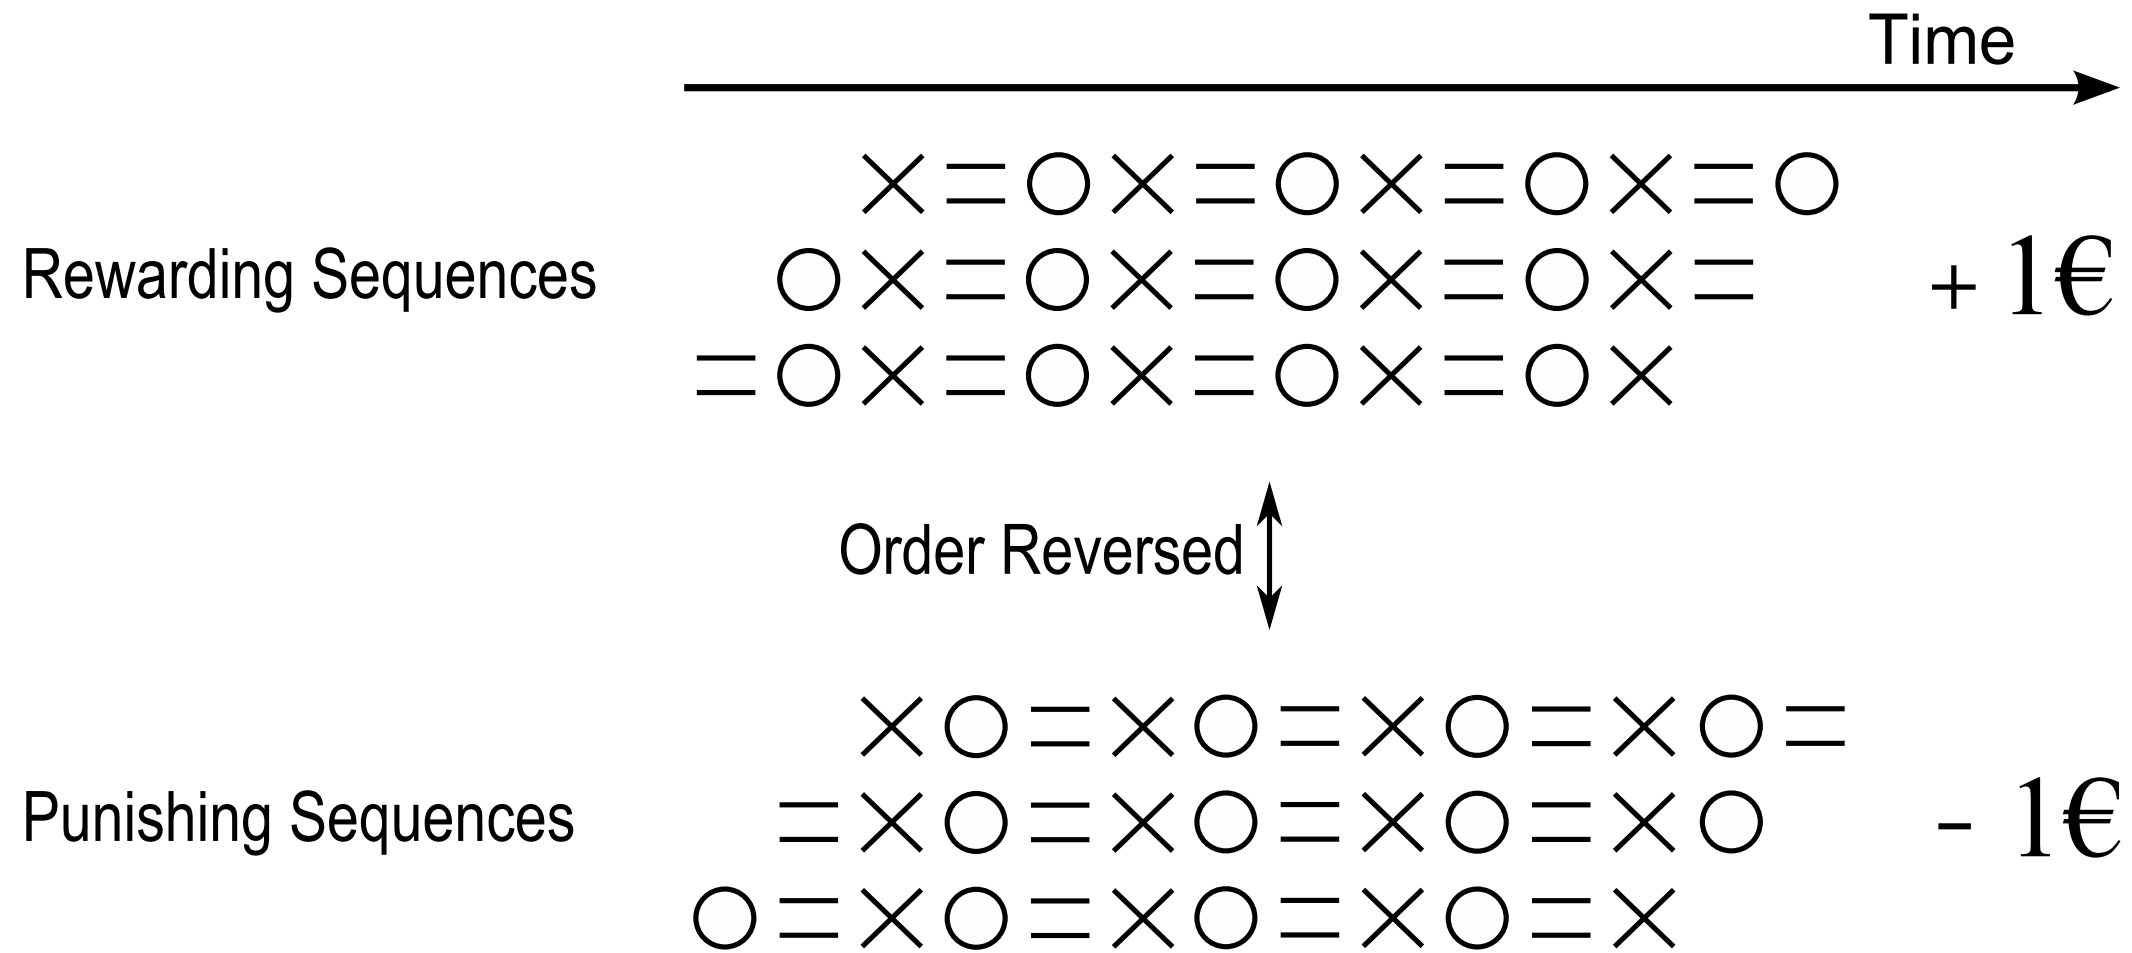 Time
× = ○ × = ○ × = ○ × = ○
Rewarding Sequences ○ × = ○ × = ○ × = ○ × = + 1€
= ○ × = ○ × = ○ × = ○ ×
Order Reversed
× ○ = × ○ = × ○ = × ○ =
Punishing Sequences = × ○ = × ○ = × ○ = × ○ - 1€
○ = × ○ = × ○ = × ○ = ×